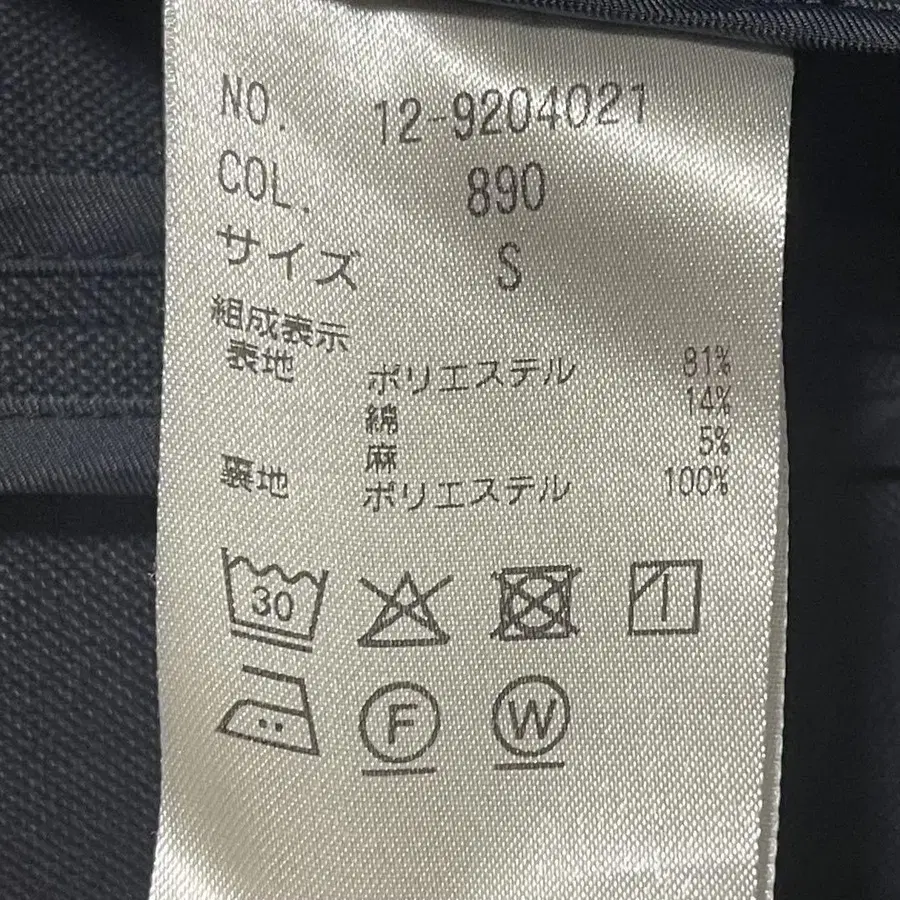 NO. 12-9204021
COL. 890
サイズ S
組成表示
表地 ポリエステル 81%
綿 14%
麻 5%
裏地 ポリエステル 100%
30
F W